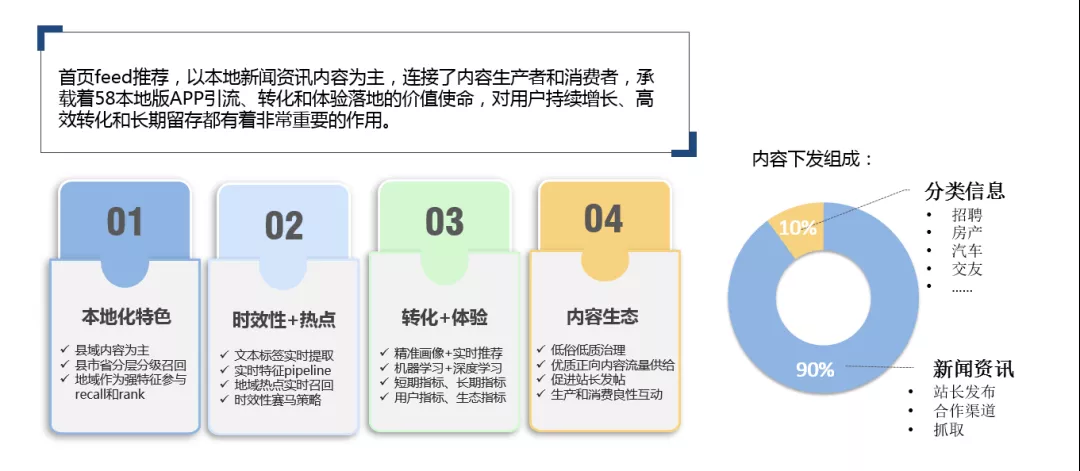 首页feed推荐，以本地新闻资讯内容为主，连接了内容生产者和消费者，承
载着58本地版APP引流、转化和体验落地的价值使命，对用户持续增长、高
效转化和长期留存都有着非常重要的作用。
01
本地化特色
✓ 县域内容为主
✓ 县市省分层分级召回
✓ 地域作为强特征参与
recall和rank
02
时效性+热点
✓ 文本标签实时提取
✓ 实时特征pipeline
✓ 地域热点实时召回
✓ 时效性赛马策略
03
转化+体验
✓ 精准画像+实时推荐
✓ 机器学习+深度学习
✓ 短期指标、长期指标
✓ 用户指标、生态指标
04
内容生态
✓ 低俗低质治理
✓ 优质正向内容流量供给
✓ 促进站长发帖
✓ 生产和消费良性互动
内容下发组成：
10%
分类信息
• 招聘
• 房产
• 汽车
• 交友
• ......
90%
新闻资讯
• 站长发布
• 合作渠道
• 抓取